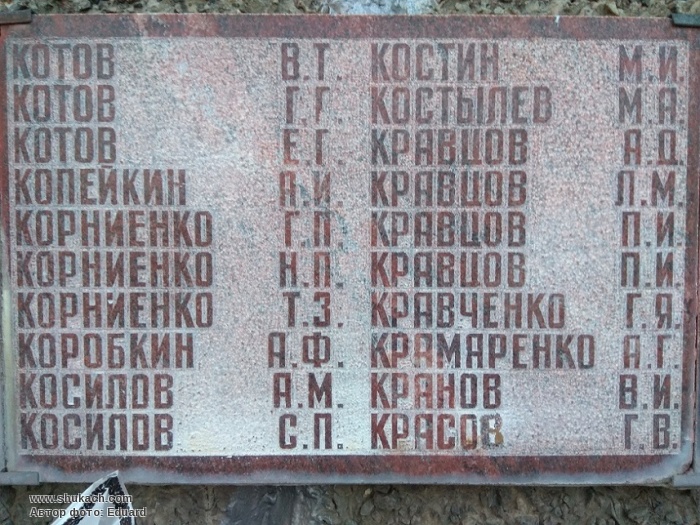 КОТОВ В.Т.
КОТОВ Г.Г.
КОТОВ Е.Г.
КОПЕЙКИН А.И.
КОРНИЕНКО Г.П.
КОРНИЕНКО Н.П.
КОРНИЕНКО Т.З.
КОРОБКИН А.Ф.
КОСИЛОВ А.М.
КОСИЛОВ С.П.
КОСТИН М.И.
КОСТЫЛЕВ М.А.
КРАВЦОВ А.Д.
КРАВЦОВ Л.М.
КРАВЦОВ П.И.
КРАВЦОВ П.И.
КРАВЧЕНКО Г.Я.
КРАМАРЕНКО А.Г.
КРАНОВ В.И.
КРАСОВ Г.В.
www.shukach.com
Автор фото: Eduard